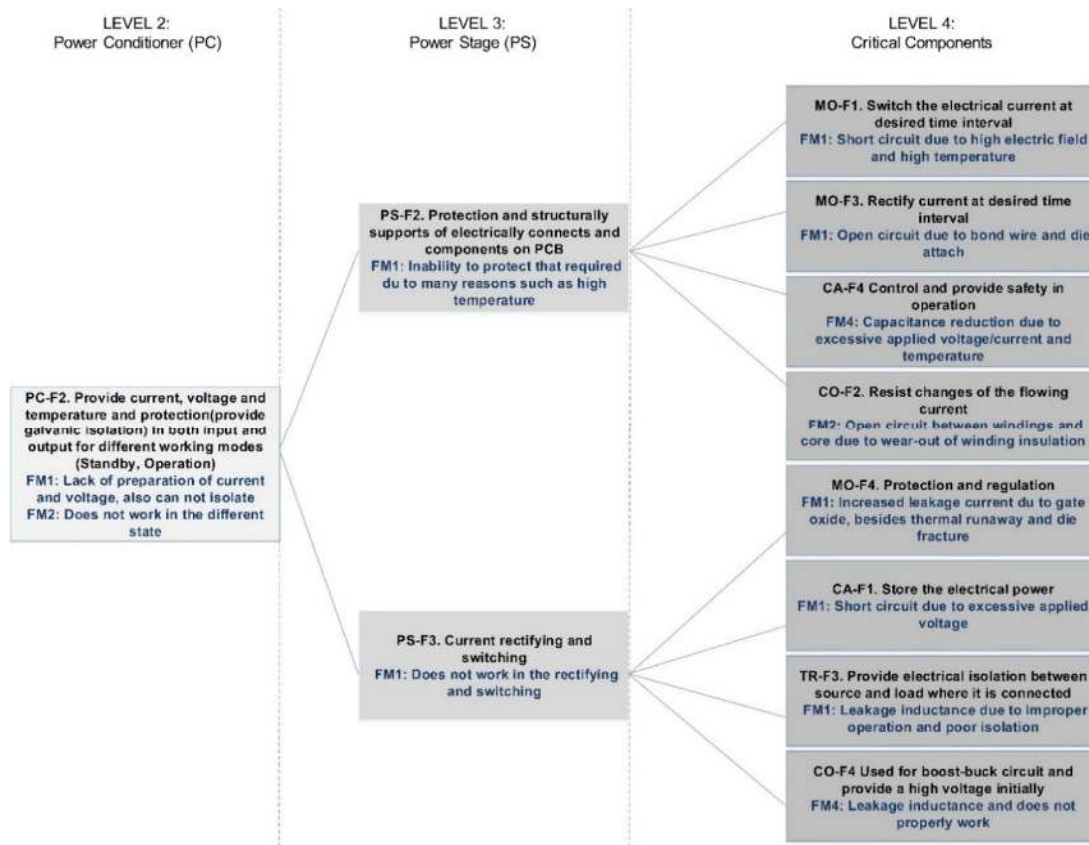 LEVEL 2:
Power Conditioner (PC)
LEVEL 3:
Power Stage (PS)
LEVEL 4:
Critical Components
PC-F2. Provide current, voltage and
temperature and protection(provide
galvanic isolation) In both input and
output for different working modes
(Standby, Operation)
FM1: Lack of preparation of current
and voltage, also can not isolate
FM2: Does not work in the different
state
PS-F2. Protection and structurally
supports of electrically connects and
components on PCB
FM1: Inability to protect that required
du to many reasons such as high
temperature
PS-F3. Current rectifying and
switching
FM1: Does not work in the rectifying
and switching
MO-F1. Switch the electrical current at
desired time interval
FM1: Short circuit due to high electric field
and high temperature
MO-F3. Rectify current at desired time
interval
FM1: Open circuit due to bond wire and die
attach
CA-F4 Control and provide safety in
operation
FM4: Capacitance reduction due to
excessive applied voltage/current and
temperature
CO-F2. Resist changes of the flowing
current
FM2: Open circuit between windings and
core due to wear-out of winding insulation
MO-F4. Protection and regulation
FM1: Increased leakage current du to gate
oxide, besides thermal runaway and die
fracture
CA-F1. Store the electrical power
FM1: Short circuit due to excessive applied
voltage
TR-F3. Provide electrical isolation between
source and load where it is connected
FM1: Leakage inductance due to improper
operation and poor isolation
CO-F4 Used for boost-buck circuit and
provide a high voltage initially
FM4: Leakage inductance and does not
properly work